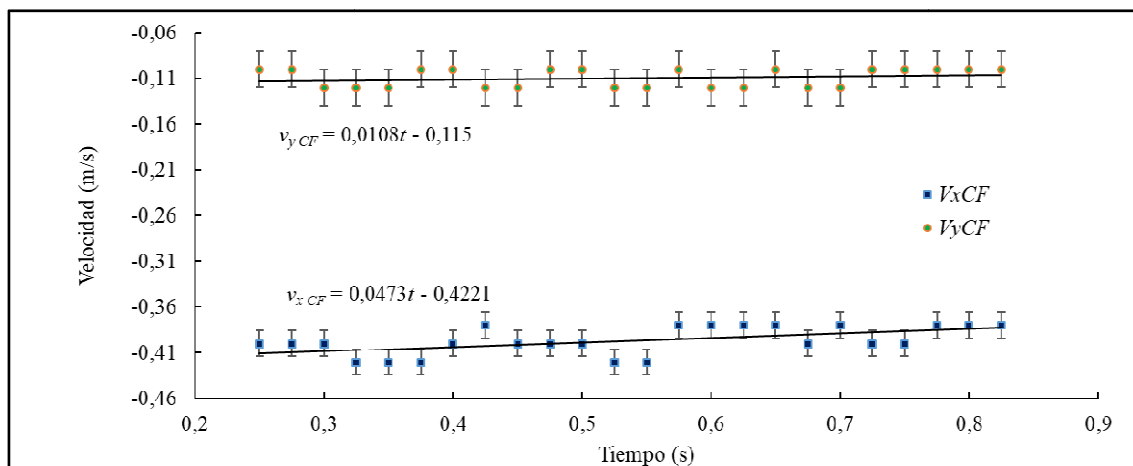 -0,06
-0,11
-0,16
-0,21
-0,26
-0,31
-0,36
-0,41
-0,46
Velocidad (m/s)
v_y CF = 0,0108t - 0,115
VxCF
VyCF
v_x CF = 0,0473t - 0,4221
0,2 0,3 0,4 0,5 0,6 0,7 0,8 0,9
Tiempo (s)